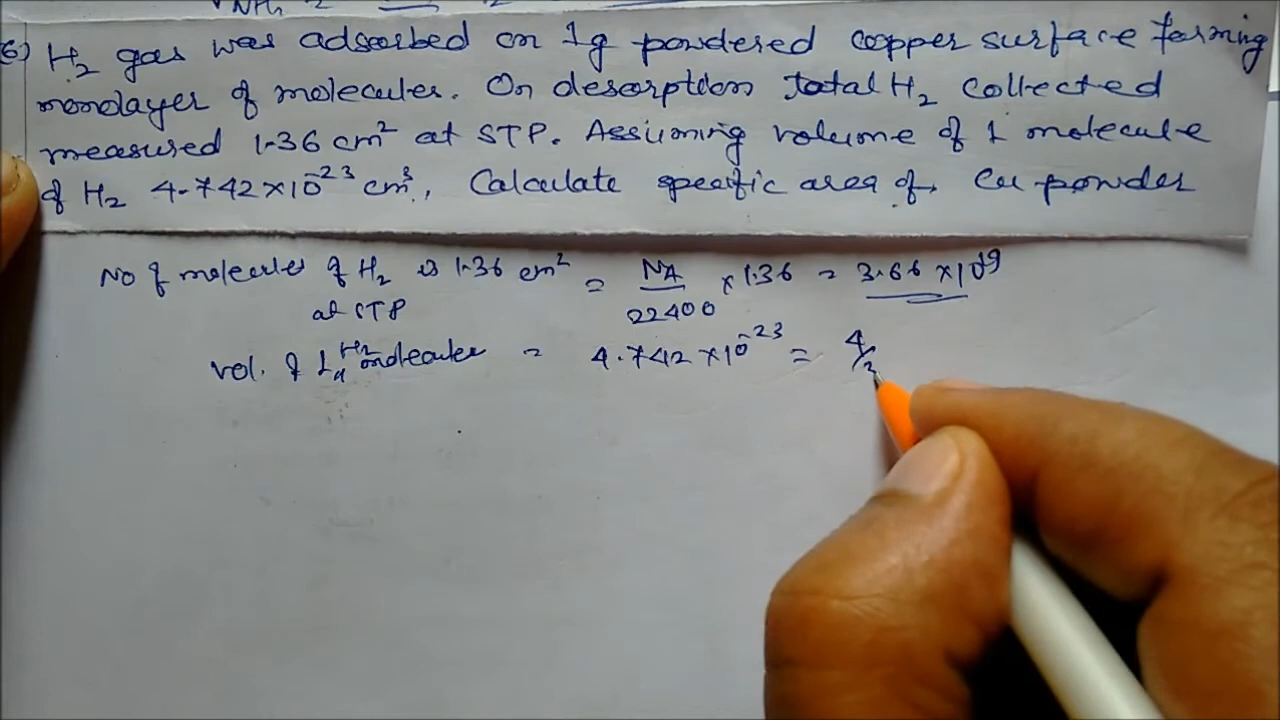 6) H2 gas was adsorbed on 1g powdered copper surface forming
monolayer of molecules. On desorption total H2 collected
measured 1.36 cm² at STP. Assuming volume of 1 molecule
of H2 4.742×10⁻²³ cm³, Calculate specific area of Cu powder
No of molecules of H2 is 1.36 cm² = NA/22400 × 1.36 = 3.66 × 10¹⁹
at STP
vol. of 1 H2 molecules = 4.742×10⁻²³ = 4/3